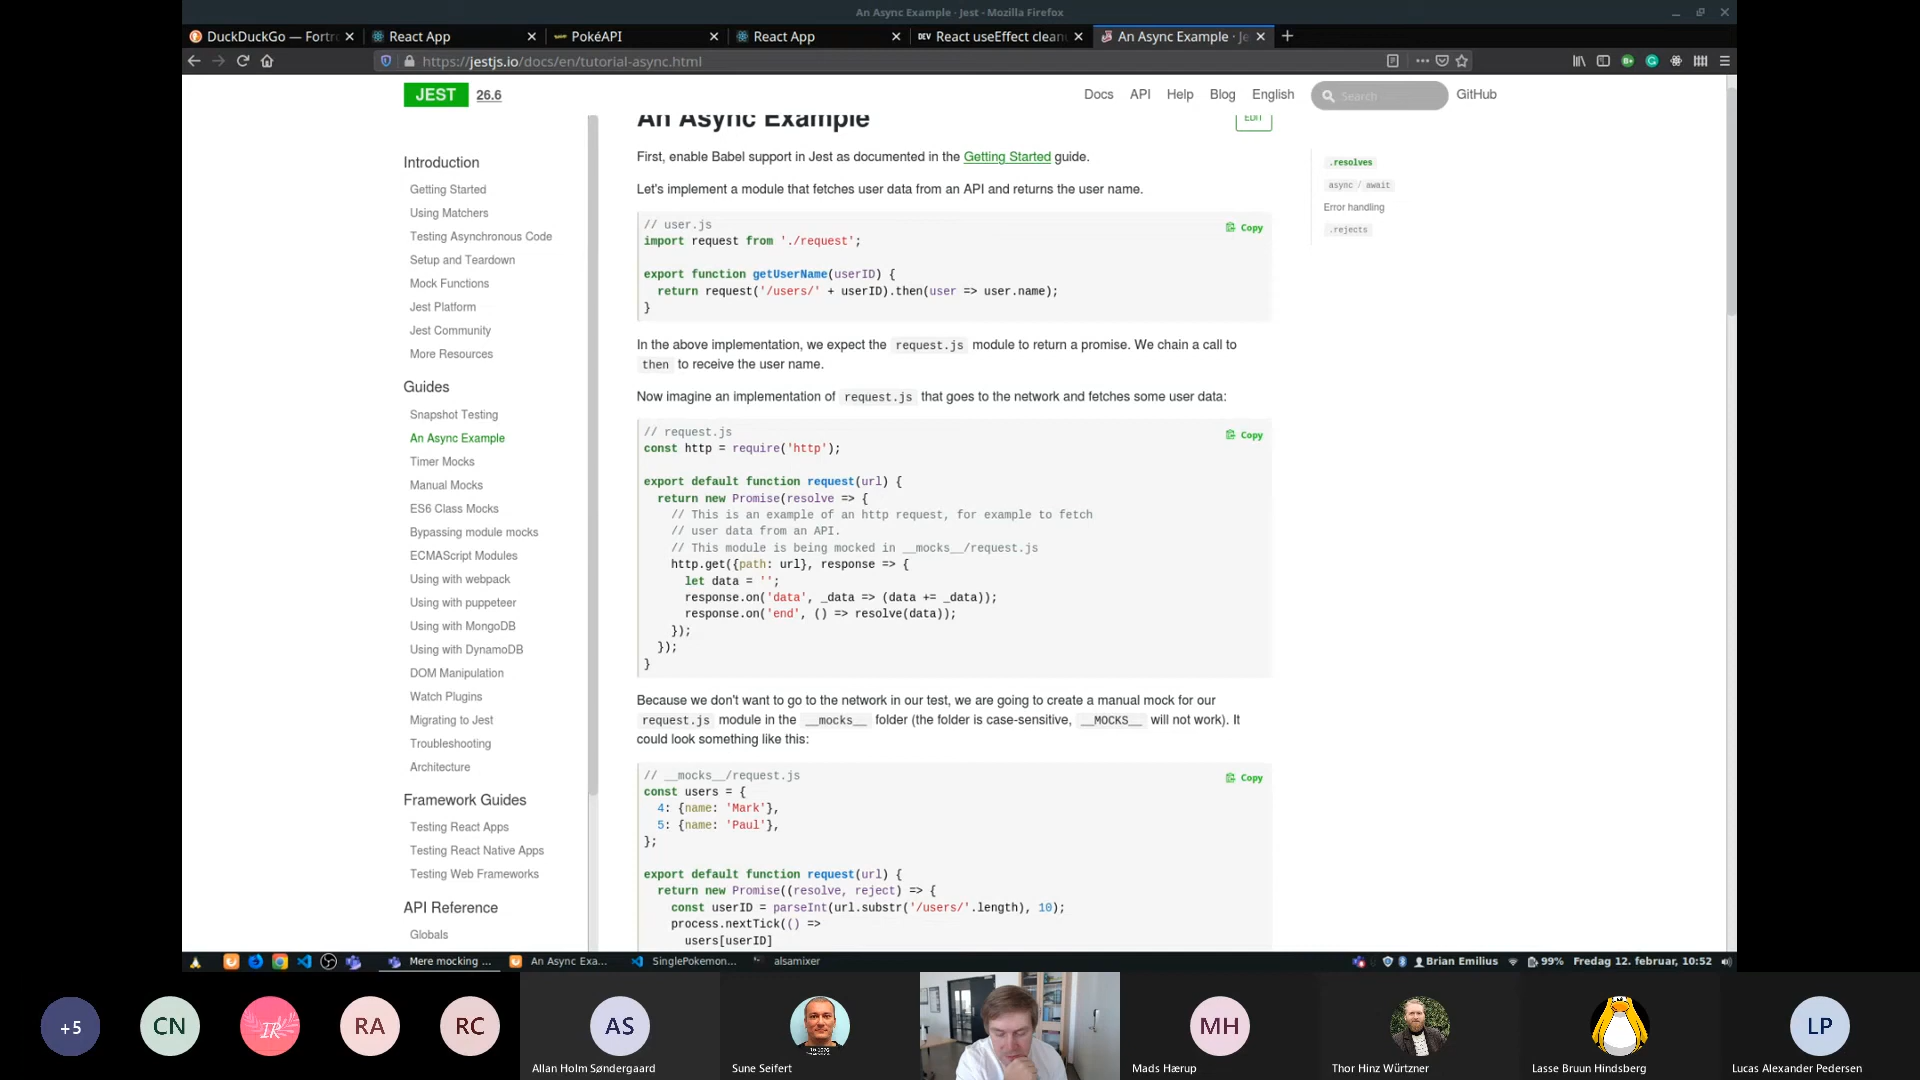 An Async Example · Jest - Mozilla Firefox
DuckDuckGo — Fortro
React App
PokéAPI
React App
DEV React useEffect clean
An Async Example · Je
https://jestjs.io/docs/en/tutorial-async.html
JEST 26.6
Docs API Help Blog English Search GitHub
Introduction
Getting Started
Using Matchers
Testing Asynchronous Code
Setup and Teardown
Mock Functions
Jest Platform
Jest Community
More Resources
Guides
Snapshot Testing
An Async Example
Timer Mocks
Manual Mocks
ES6 Class Mocks
Bypassing module mocks
ECMAScript Modules
Using with webpack
Using with puppeteer
Using with MongoDB
Using with DynamoDB
DOM Manipulation
Watch Plugins
Migrating to Jest
Troubleshooting
Architecture
Framework Guides
Testing React Apps
Testing React Native Apps
Testing Web Frameworks
API Reference
Globals
An Async Example
EDIT
First, enable Babel support in Jest as documented in the Getting Started guide.
Let's implement a module that fetches user data from an API and returns the user name.
Copy
// user.js
import request from './request';
export function getUserName(userID) {
return request('/users/' + userID).then(user => user.name);
}
In the above implementation, we expect the request.js module to return a promise. We chain a call to
then to receive the user name.
Now imagine an implementation of request.js that goes to the network and fetches some user data:
Copy
// request.js
const http = require('http');
export default function request(url) {
return new Promise(resolve => {
// This is an example of an http request, for example to fetch
// user data from an API.
// This module is being mocked in __mocks__/request.js
http.get({path: url}, response => {
let data = '';
response.on('data', _data => (data += _data));
response.on('end', () => resolve(data));
});
});
}
Because we don't want to go to the network in our test, we are going to create a manual mock for our
request.js module in the __mocks__ folder (the folder is case-sensitive, __MOCKS__ will not work). It
could look something like this:
Copy
// __mocks__/request.js
const users = {
4: {name: 'Mark'},
5: {name: 'Paul'},
};
export default function request(url) {
return new Promise((resolve, reject) => {
const userID = parseInt(url.substr('/users/'.length), 10);
process.nextTick(() =>
users[userID]
.resolves
async / await
Error handling
.rejects
Mere mocking ...
An Async Exa...
SinglePokemon...
alsamixer
Brian Emilius
99%
Fredag 12. februar, 10:52
+5
CN
IR
RA
RC
AS
MH
LP
Allan Holm Søndergaard
Sune Seifert
Mads Hærup
Thor Hinz Würtzner
Lasse Bruun Hindsberg
Lucas Alexander Pedersen